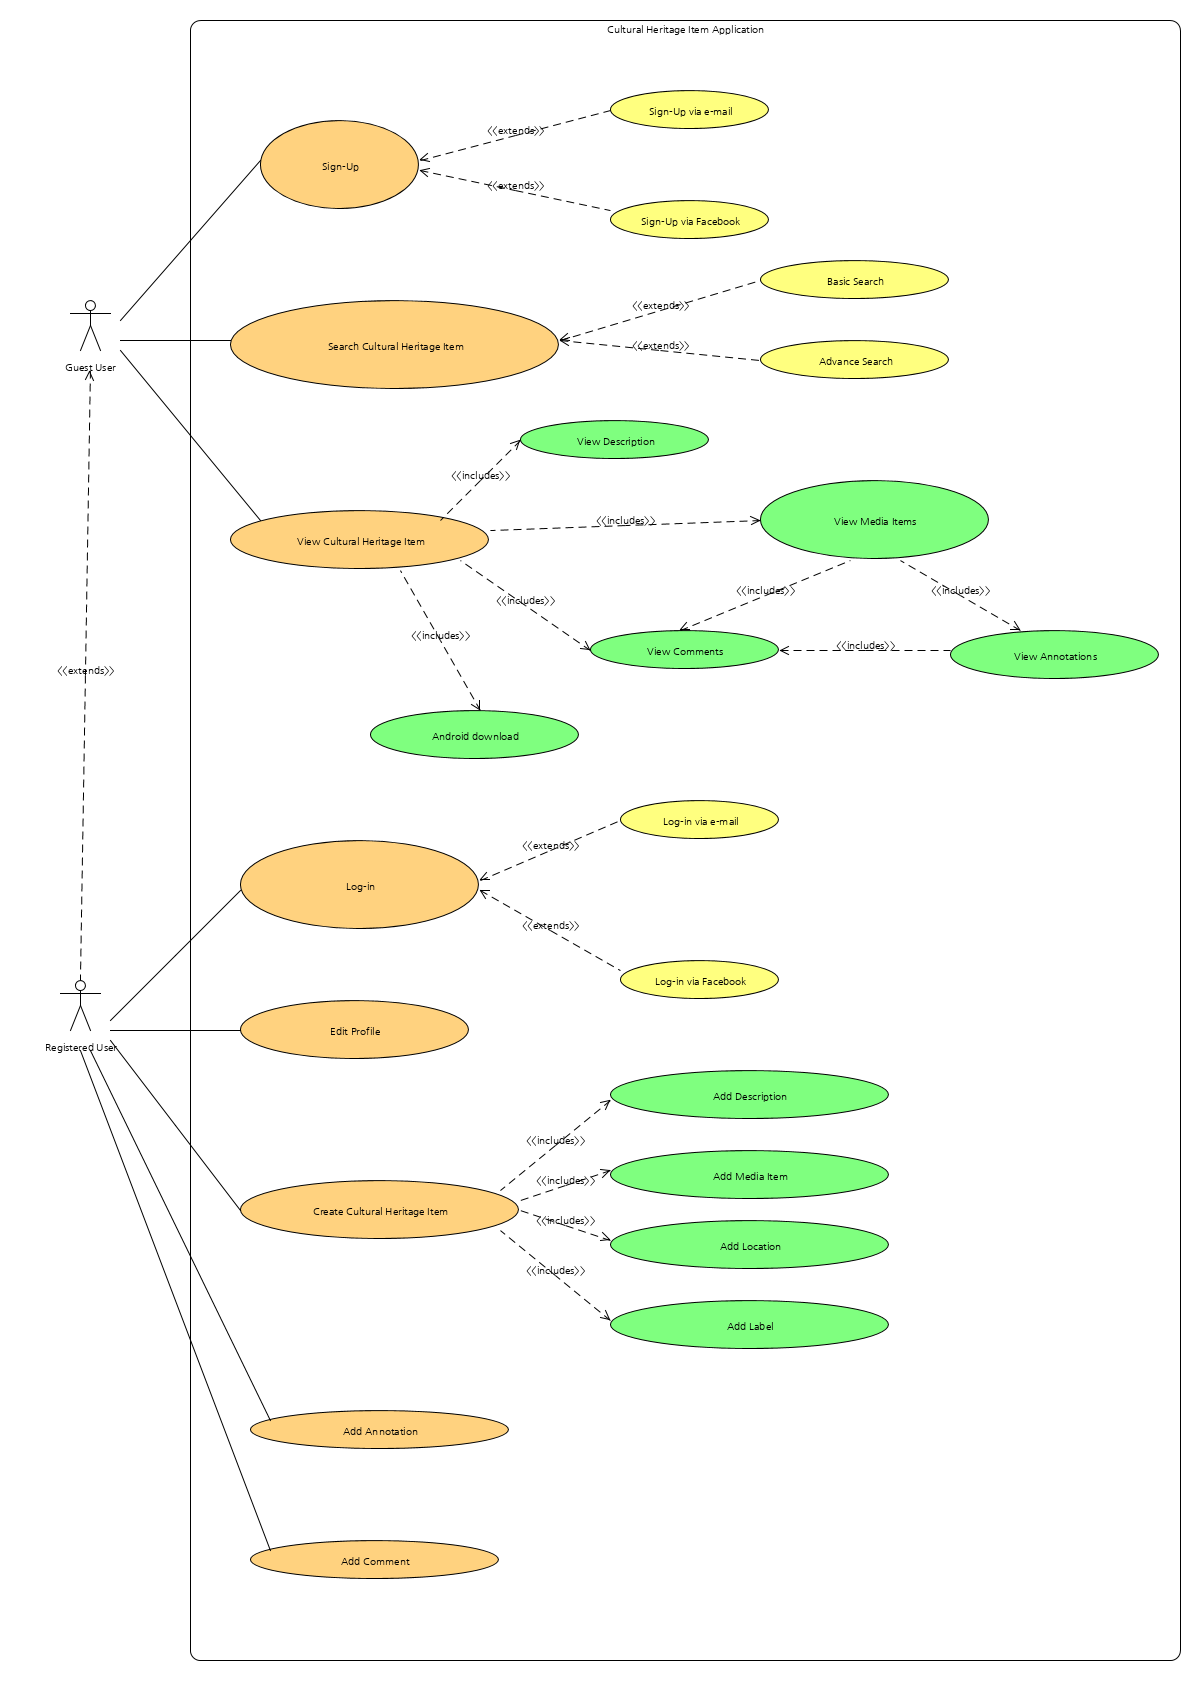 Cultural Heritage Item Application
Sign-Up via e-mail
<<extends>>
Sign-Up
<<extends>>
Sign-Up via Facebook
Basic Search
<<extends>>
Search Cultural Heritage Item
<<extends>>
Advance Search
Guest User
View Description
<<includes>>
View Cultural Heritage Item
<<includes>>
View Media Items
<<includes>>
<<includes>>
<<includes>>
<<includes>>
View Comments
<<includes>>
View Annotations
<<extends>>
Android download
Log-in via e-mail
<<extends>>
Log-in
<<extends>>
Log-in via Facebook
Edit Profile
Registered User
Add Description
<<includes>>
Add Media Item
<<includes>>
Create Cultural Heritage Item
<<includes>>
Add Location
<<includes>>
Add Label
Add Annotation
Add Comment